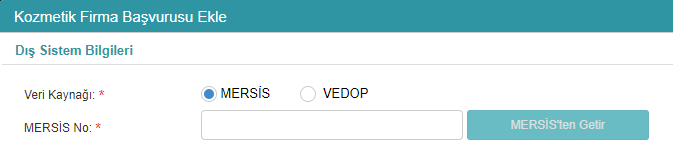 Kozmetik Firma Başvurusu Ekle
Dış Sistem Bilgileri
Veri Kaynağı: * MERSİS VEDOP
MERSİS No: * MERSİS'ten Getir